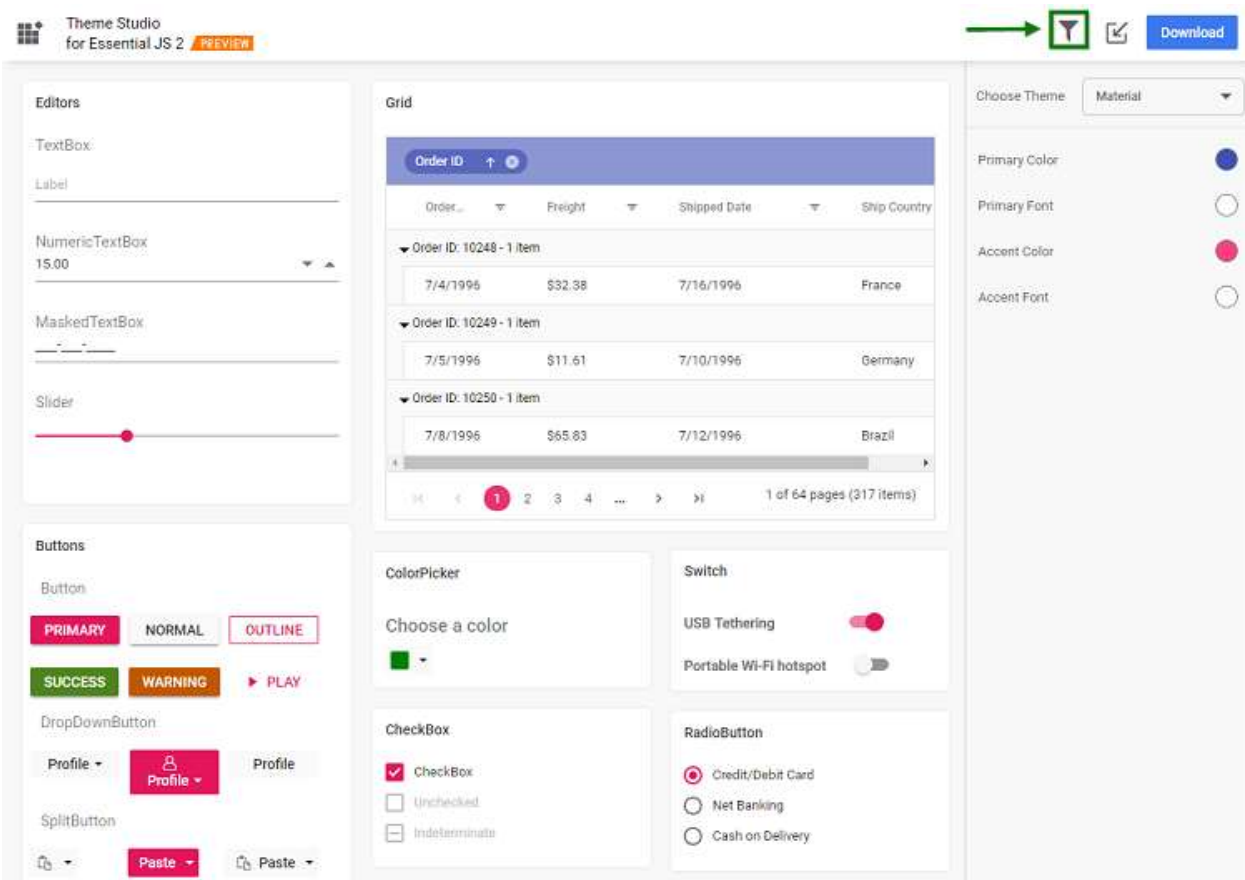 Theme Studio
for Essential JS 2 PREVIEW
Download
Editors
TextBox
Label
NumericTextBox
15.00
MaskedTextBox
___-___-____
Slider
Grid
Order ID
Order... Freight Shipped Date Ship Country
Order ID: 10248 - 1 item
7/4/1996 $32.38 7/16/1996 France
Order ID: 10249 - 1 item
7/5/1996 $11.61 7/10/1996 Germany
Order ID: 10250 - 1 item
7/8/1996 $65.83 7/12/1996 Brazil
1 2 3 4 ... 1 of 64 pages (317 items)
Choose Theme Material
Primary Color
Primary Font
Accent Color
Accent Font
Buttons
Button
PRIMARY NORMAL OUTLINE
SUCCESS WARNING PLAY
DropDownButton
Profile Profile Profile
SplitButton
Paste Paste
ColorPicker
Choose a color
Switch
USB Tethering
Portable Wi-Fi hotspot
CheckBox
CheckBox
Unchecked
Indeterminate
RadioButton
Credit/Debit Card
Net Banking
Cash on Delivery